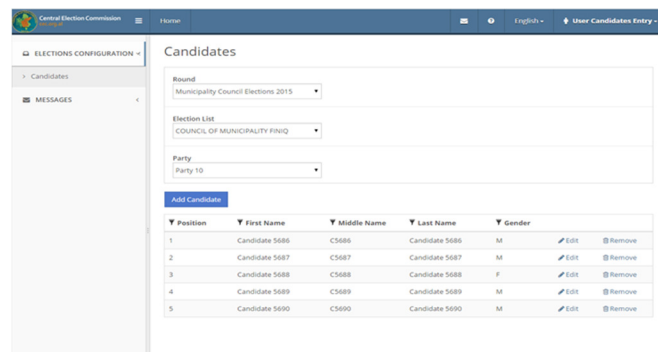 Central Election Commission
Home
English
User Candidates Entry
ELECTIONS CONFIGURATION
Candidates
MESSAGES
Candidates
Round
Municipality Council Elections 2015
Election List
COUNCIL OF MUNICIPALITY FINIQ
Party
Party 10
Add Candidate
Position First Name Middle Name Last Name Gender
1 Candidate 5686 C5686 Candidate 5686 M Edit Remove
2 Candidate 5687 C5687 Candidate 5687 M Edit Remove
3 Candidate 5688 C5688 Candidate 5688 F Edit Remove
4 Candidate 5689 C5689 Candidate 5689 M Edit Remove
5 Candidate 5690 C5690 Candidate 5690 M Edit Remove